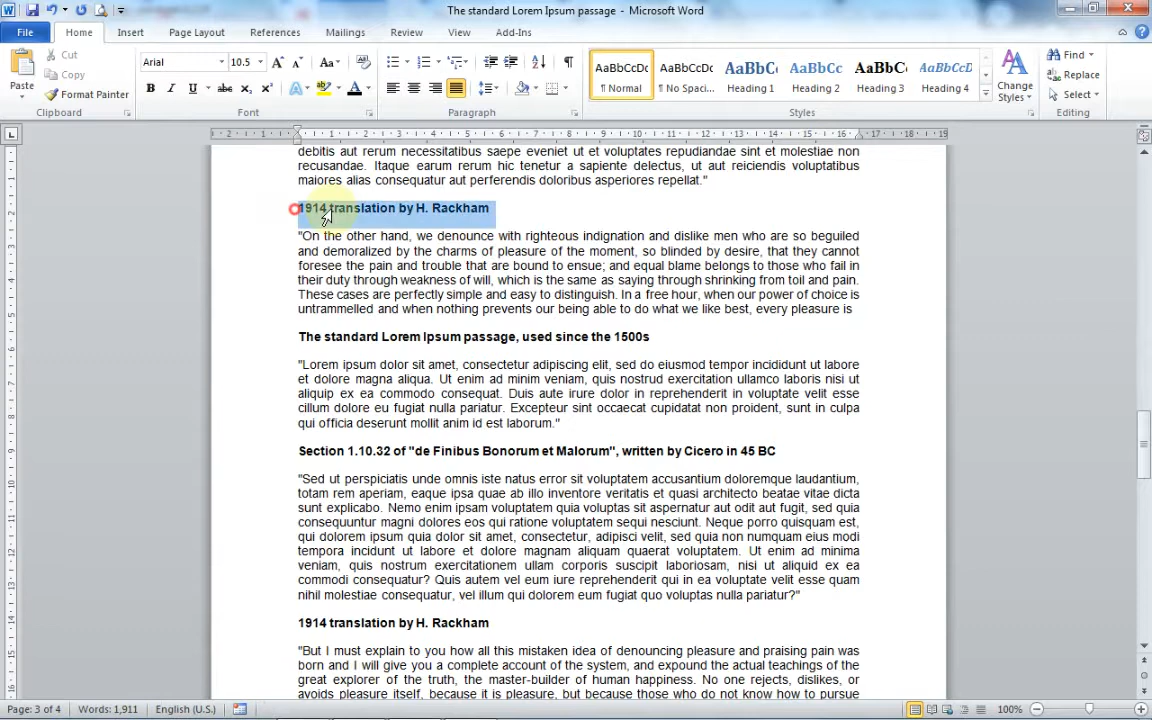 The standard Lorem Ipsum passage - Microsoft Word
File Home Insert Page Layout References Mailings Review View Add-Ins
Paste Cut Copy Format Painter Clipboard
Arial 10.5 Aa B I U abc X₂ X² A Font
Paragraph
AaBbCcDc ¶ Normal AaBbCcDc ¶ No Spaci... AaBbC Heading 1 AaBbCc Heading 2 AaBbCc Heading 3 AaBbCcD Heading 4 Styles
Change Styles
Find Replace Select Editing
debitis aut rerum necessitatibus saepe eveniet ut et voluptates repudiandae sint et molestiae non
recusandae. Itaque earum rerum hic tenetur a sapiente delectus, ut aut reiciendis voluptatibus
maiores alias consequatur aut perferendis doloribus asperiores repellat."
1914 translation by H. Rackham
"On the other hand, we denounce with righteous indignation and dislike men who are so beguiled
and demoralized by the charms of pleasure of the moment, so blinded by desire, that they cannot
foresee the pain and trouble that are bound to ensue; and equal blame belongs to those who fail in
their duty through weakness of will, which is the same as saying through shrinking from toil and pain.
These cases are perfectly simple and easy to distinguish. In a free hour, when our power of choice is
untrammelled and when nothing prevents our being able to do what we like best, every pleasure is
The standard Lorem Ipsum passage, used since the 1500s
"Lorem ipsum dolor sit amet, consectetur adipiscing elit, sed do eiusmod tempor incididunt ut labore
et dolore magna aliqua. Ut enim ad minim veniam, quis nostrud exercitation ullamco laboris nisi ut
aliquip ex ea commodo consequat. Duis aute irure dolor in reprehenderit in voluptate velit esse
cillum dolore eu fugiat nulla pariatur. Excepteur sint occaecat cupidatat non proident, sunt in culpa
qui officia deserunt mollit anim id est laborum."
Section 1.10.32 of "de Finibus Bonorum et Malorum", written by Cicero in 45 BC
"Sed ut perspiciatis unde omnis iste natus error sit voluptatem accusantium doloremque laudantium,
totam rem aperiam, eaque ipsa quae ab illo inventore veritatis et quasi architecto beatae vitae dicta
sunt explicabo. Nemo enim ipsam voluptatem quia voluptas sit aspernatur aut odit aut fugit, sed quia
consequuntur magni dolores eos qui ratione voluptatem sequi nesciunt. Neque porro quisquam est,
qui dolorem ipsum quia dolor sit amet, consectetur, adipisci velit, sed quia non numquam eius modi
tempora incidunt ut labore et dolore magnam aliquam quaerat voluptatem. Ut enim ad minima
veniam, quis nostrum exercitationem ullam corporis suscipit laboriosam, nisi ut aliquid ex ea
commodi consequatur? Quis autem vel eum iure reprehenderit qui in ea voluptate velit esse quam
nihil molestiae consequatur, vel illum qui dolorem eum fugiat quo voluptas nulla pariatur?"
1914 translation by H. Rackham
"But I must explain to you how all this mistaken idea of denouncing pleasure and praising pain was
born and I will give you a complete account of the system, and expound the actual teachings of the
great explorer of the truth, the master-builder of human happiness. No one rejects, dislikes, or
avoids pleasure itself, because it is pleasure, but because those who do not know how to pursue
Page: 3 of 4 Words: 1,911 English (U.S.) 100%